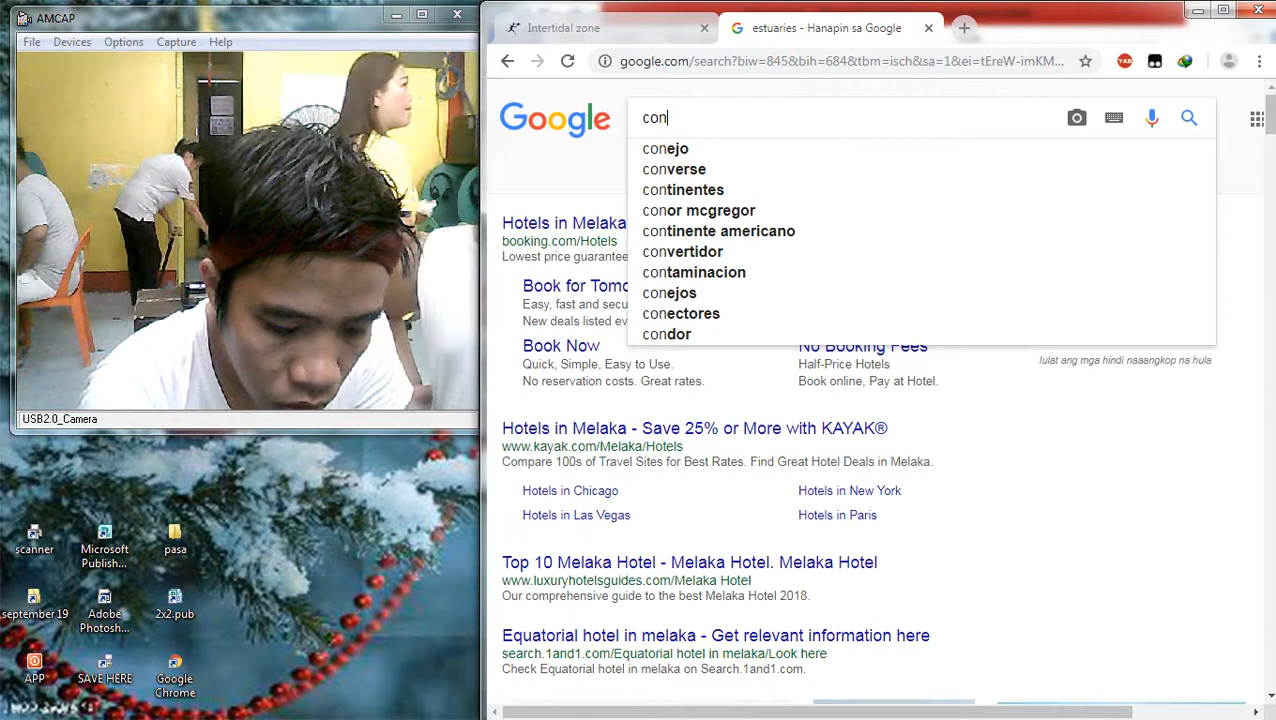 AMCAP
File Devices Options Capture Help
USB2.0_Camera
scanner
Microsoft
Publish...
pasa
september 19
Adobe
Photosh...
2x2.pub
APP
SAVE HERE
Google
Chrome
Intertidal zone
estuaries - Hanapin sa Google
google.com/search?biw=845&bih=684&tbm=isch&sa=1&ei=tEreW-imKM...
YAB
Google
con
conejo
converse
continentes
conor mcgregor
continente americano
convertidor
contaminacion
conejos
conectores
condor
Iulat ang mga hindi naaangkop na hula
Hotels in Melaka
booking.com/Hotels
Lowest price guarantee
Book for Tomo
Easy, fast and secu
New deals listed ev
Book Now
Quick, Simple, Easy to Use.
No reservation costs. Great rates.
No Booking Fees
Half-Price Hotels
Book online, Pay at Hotel.
Hotels in Melaka - Save 25% or More with KAYAK®
www.kayak.com/Melaka/Hotels
Compare 100s of Travel Sites for Best Rates. Find Great Hotel Deals in Melaka.
Hotels in Chicago
Hotels in New York
Hotels in Las Vegas
Hotels in Paris
Top 10 Melaka Hotel - Melaka Hotel. Melaka Hotel
www.luxuryhotelsguides.com/Melaka Hotel
Our comprehensive guide to the best Melaka Hotel 2018.
Equatorial hotel in melaka - Get relevant information here
search.1and1.com/Equatorial hotel in melaka/Look here
Check Equatorial hotel in melaka on Search.1and1.com.